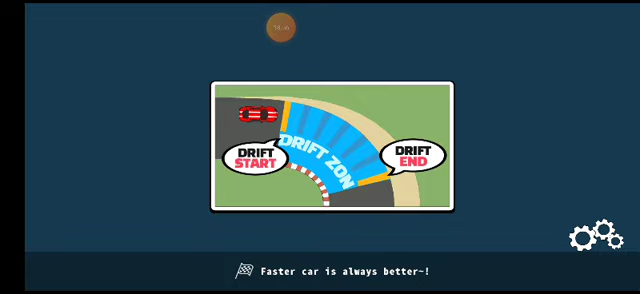 DRIFT
START
DRIFT ZON
DRIFT
END
Faster car is always better~!